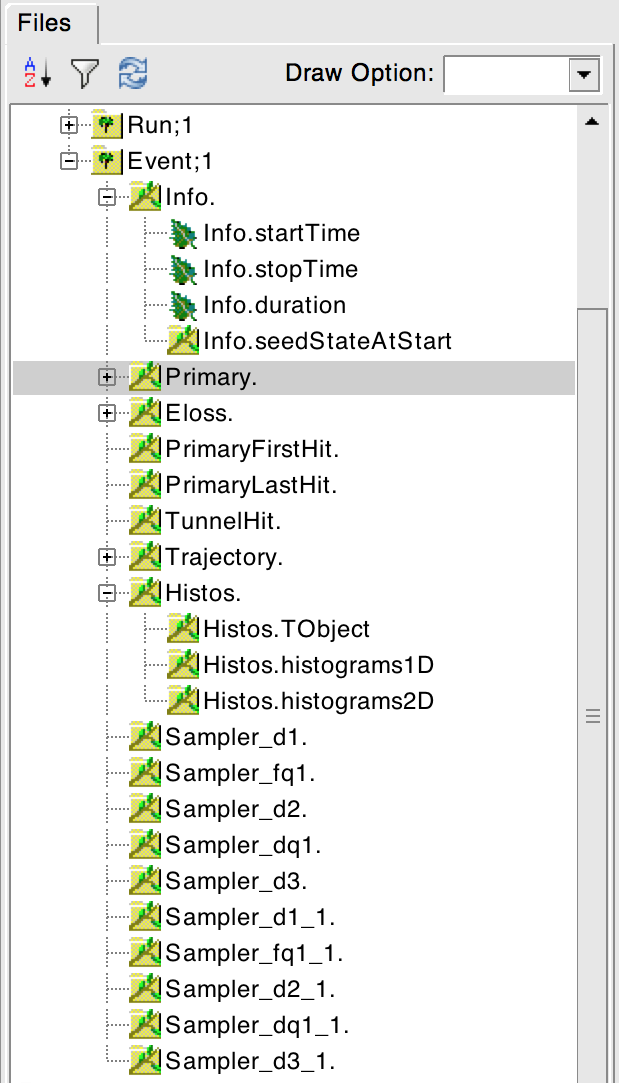 Files
A
Z
Draw Option:
Run;1
Event;1
Info.
Info.startTime
Info.stopTime
Info.duration
Info.seedStateAtStart
Primary.
Eloss.
PrimaryFirstHit.
PrimaryLastHit.
TunnelHit.
Trajectory.
Histos.
Histos.TObject
Histos.histograms1D
Histos.histograms2D
Sampler_d1.
Sampler_fq1.
Sampler_d2.
Sampler_dq1.
Sampler_d3.
Sampler_d1_1.
Sampler_fq1_1.
Sampler_d2_1.
Sampler_dq1_1.
Sampler_d3_1.